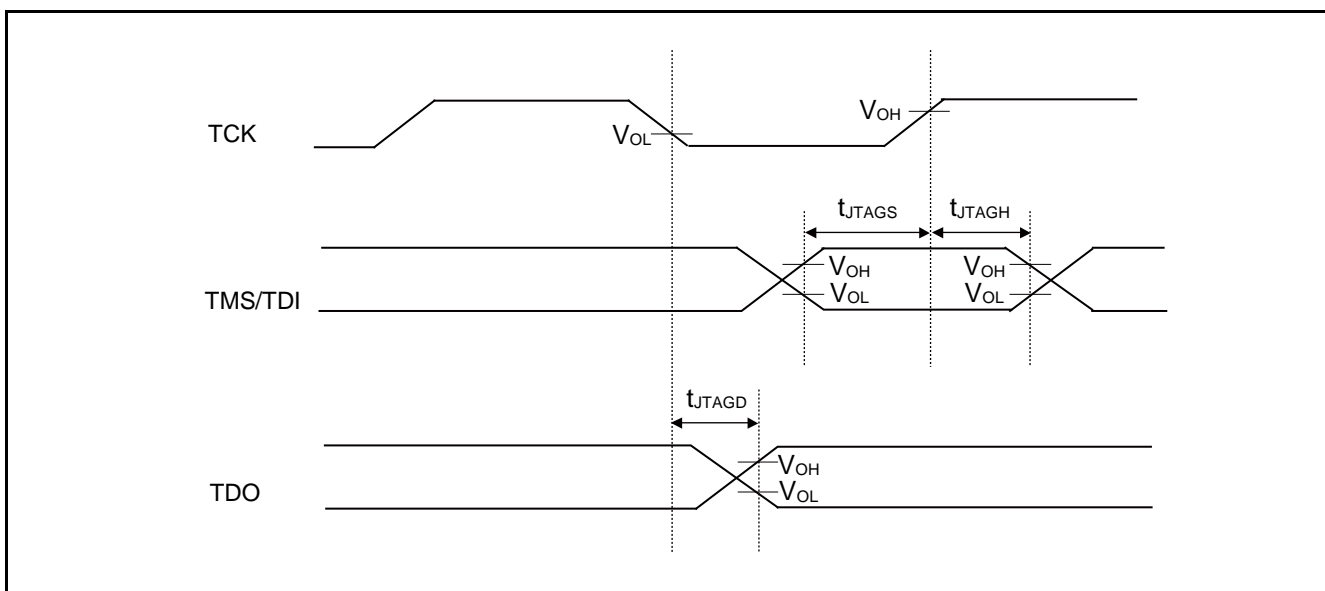 TCK
VOL
VOH
tJTAGS
tJTAGH
TMS/TDI
VOH
VOL
VOH
VOL
tJTAGD
TDO
VOH
VOL